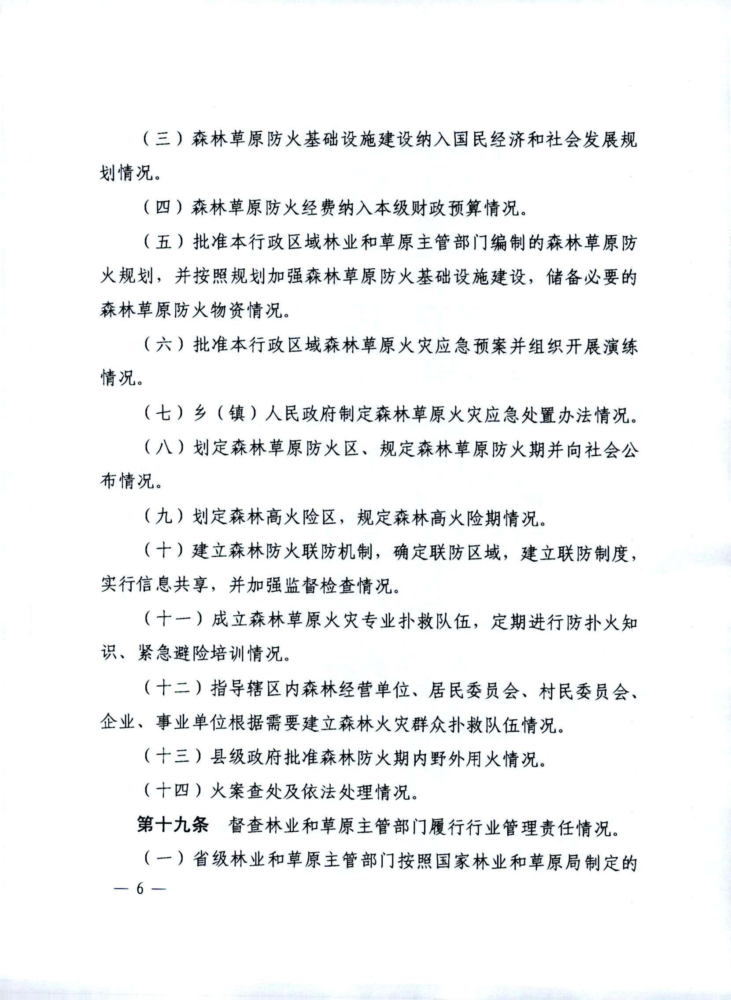 （三）森林草原防火基础设施建设纳入国民经济和社会发展规
划情况。
（四）森林草原防火经费纳入本级财政预算情况。
（五）批准本行政区域林业和草原主管部门编制的森林草原防
火规划，并按照规划加强森林草原防火基础设施建设，储备必要的
森林草原防火物资情况。
（六）批准本行政区域森林草原火灾应急预案并组织开展演练
情况。
（七）乡（镇）人民政府制定森林草原火灾应急处置办法情况。
（八）划定森林草原防火区、规定森林草原防火期并向社会公
布情况。
（九）划定森林高火险区，规定森林高火险期情况。
（十）建立森林防火联防机制，确定联防区域，建立联防制度，
实行信息共享，并加强监督检查情况。
（十一）成立森林草原火灾专业扑救队伍，定期进行防扑火知
识、紧急避险培训情况。
（十二）指导辖区内森林经营单位、居民委员会、村民委员会、
企业、事业单位根据需要建立森林火灾群众扑救队伍情况。
（十三）县级政府批准森林防火期内野外用火情况。
（十四）火案查处及依法处理情况。
第十九条 督查林业和草原主管部门履行行业管理责任情况。
（一）省级林业和草原主管部门按照国家林业和草原局制定的
— 6 —